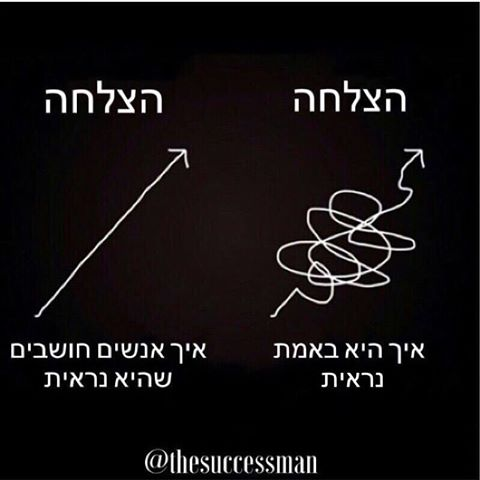 הצלחה
איך היא באמת
נראית
הצלחה
איך אנשים חושבים
שהיא נראית
@thesuccessman